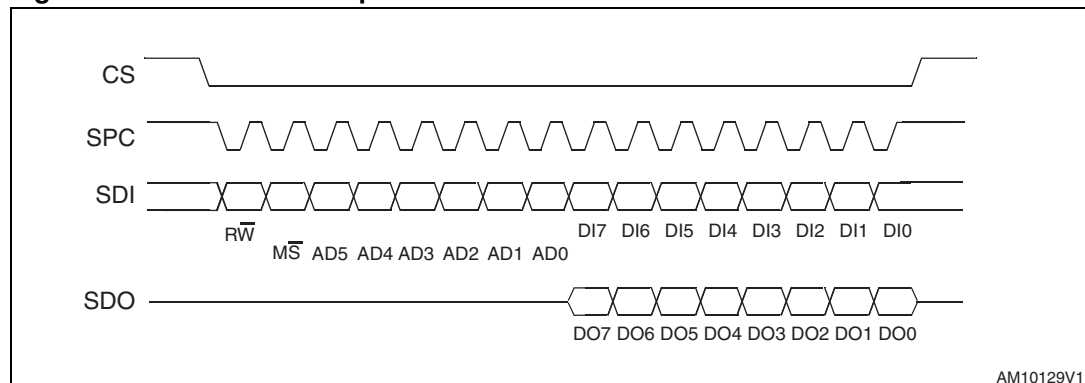 CS
SPC
SDI
RW̅
MS̅ AD5 AD4 AD3 AD2 AD1 AD0
DI7 DI6 DI5 DI4 DI3 DI2 DI1 DI0
SDO
DO7 DO6 DO5 DO4 DO3 DO2 DO1 DO0
AM10129V1